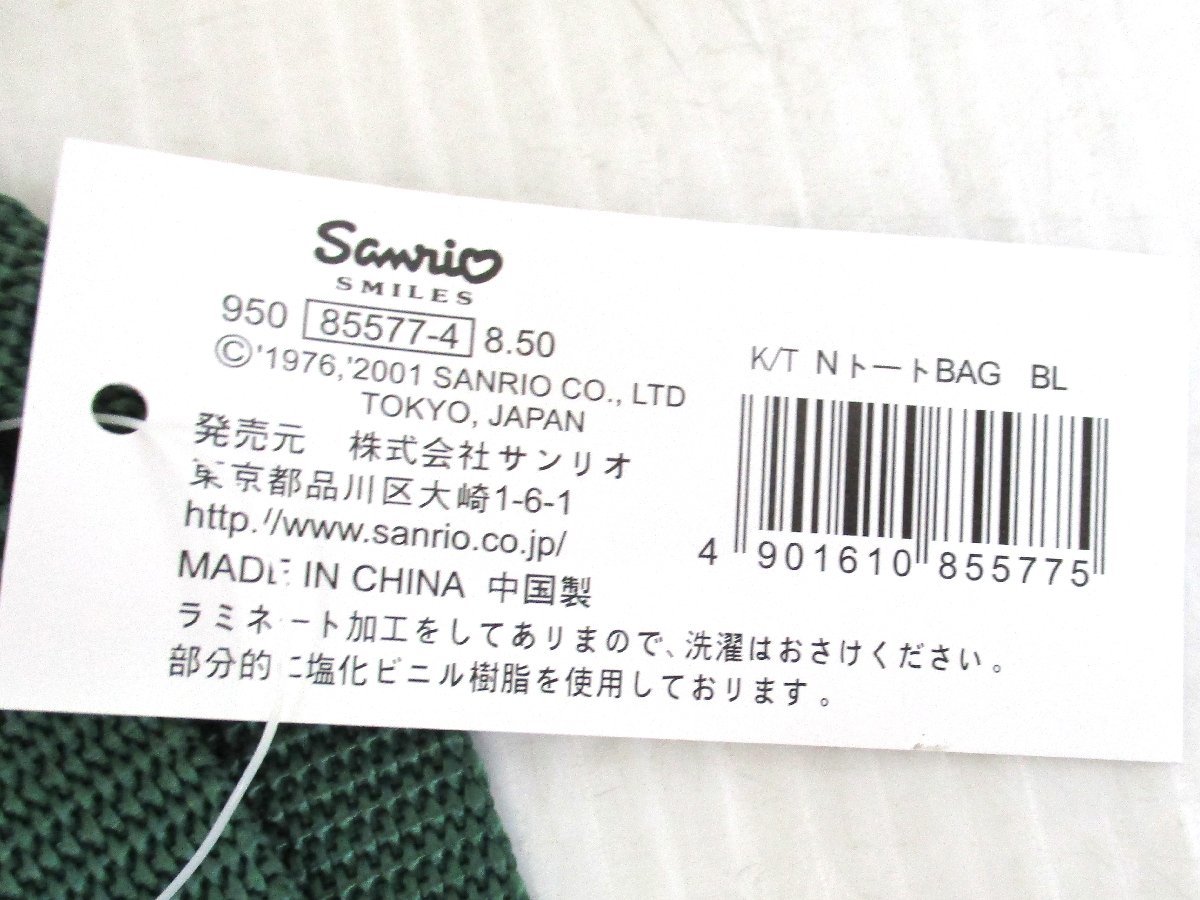 Sanrio
SMILES
950 85577-4 8.50
©'1976,'2001 SANRIO CO., LTD
TOKYO, JAPAN
発売元 株式会社サンリオ
東京都品川区大崎1-6-1
http://www.sanrio.co.jp/
MADE IN CHINA 中国製
ラミネート加工をしてありまので、洗濯はおさけください。
部分的に塩化ビニル樹脂を使用しております。
K/T NトートBAG BL
4 901610 855775